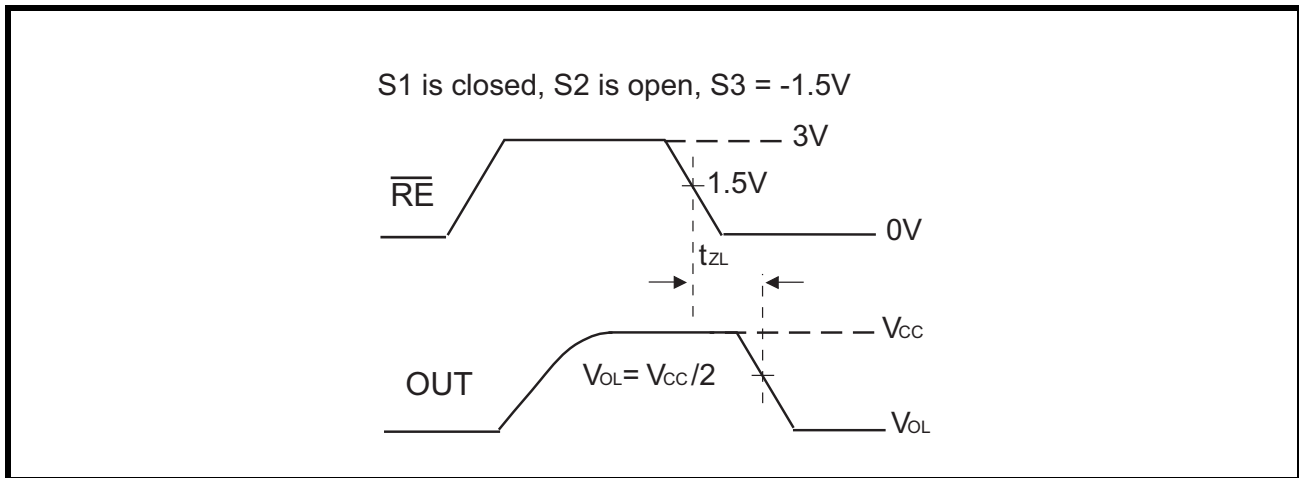 S1 is closed, S2 is open, S3 = -1.5V
3V
RE
1.5V
0V
tZL
VCC
OUT
VOL= VCC/2
VOL